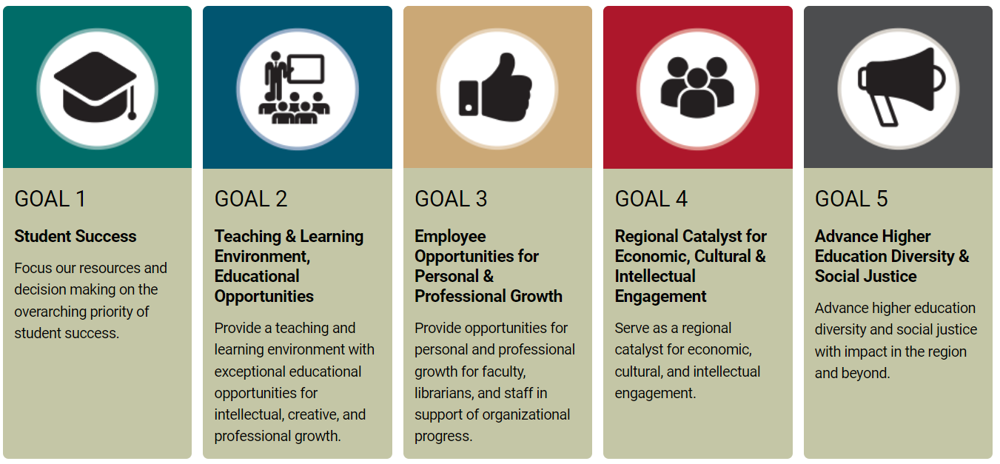 GOAL 1
Student Success
Focus our resources and
decision making on the
overarching priority of
student success.
GOAL 2
Teaching & Learning
Environment,
Educational
Opportunities
Provide a teaching and
learning environment with
exceptional educational
opportunities for
intellectual, creative, and
professional growth.
GOAL 3
Employee
Opportunities for
Personal &
Professional Growth
Provide opportunities for
personal and professional
growth for faculty,
librarians, and staff in
support of organizational
progress.
GOAL 4
Regional Catalyst for
Economic, Cultural &
Intellectual
Engagement
Serve as a regional
catalyst for economic,
cultural, and intellectual
engagement.
GOAL 5
Advance Higher
Education Diversity &
Social Justice
Advance higher education
diversity and social justice
with impact in the region
and beyond.